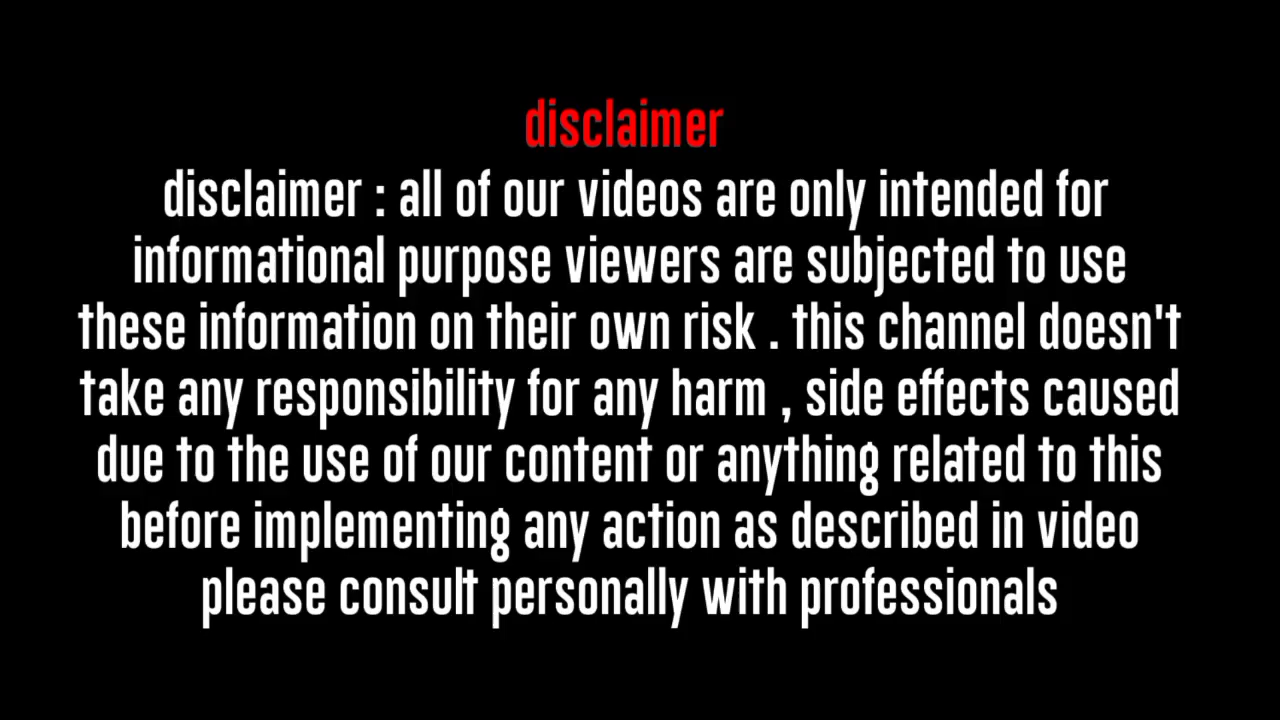 disclaimer
disclaimer : all of our videos are only intended for
informational purpose viewers are subjected to use
these information on their own risk . this channel doesn't
take any responsibility for any harm , side effects caused
due to the use of our content or anything related to this
before implementing any action as described in video
please consult personally with professionals